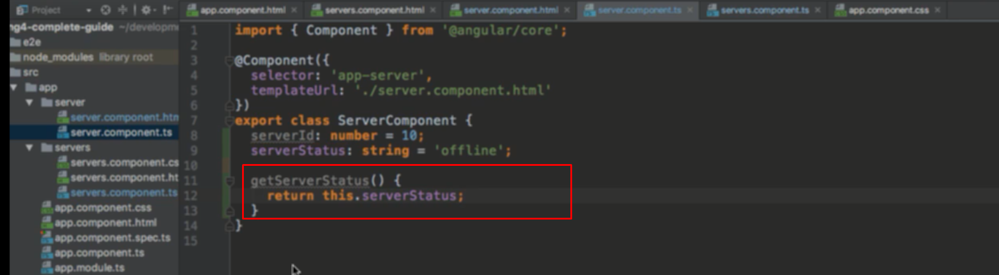 Project
app.component.html
servers.component.html
server.component.html
server.component.ts
servers.component.ts
app.component.css
ng4-complete-guide ~/developme
e2e
node_modules library root
src
app
server
server.component.htm
server.component.ts
servers
servers.component.cs
servers.component.ht
servers.component.ts
app.component.css
app.component.html
app.component.spec.ts
app.component.ts
app.module.ts
1 import { Component } from '@angular/core';
2
3 @Component({
4 selector: 'app-server',
5 templateUrl: './server.component.html'
6 })
7 export class ServerComponent {
8 serverId: number = 10;
9 serverStatus: string = 'offline';
10
11 getServerStatus() {
12 return this.serverStatus;
13 }
14 }
15